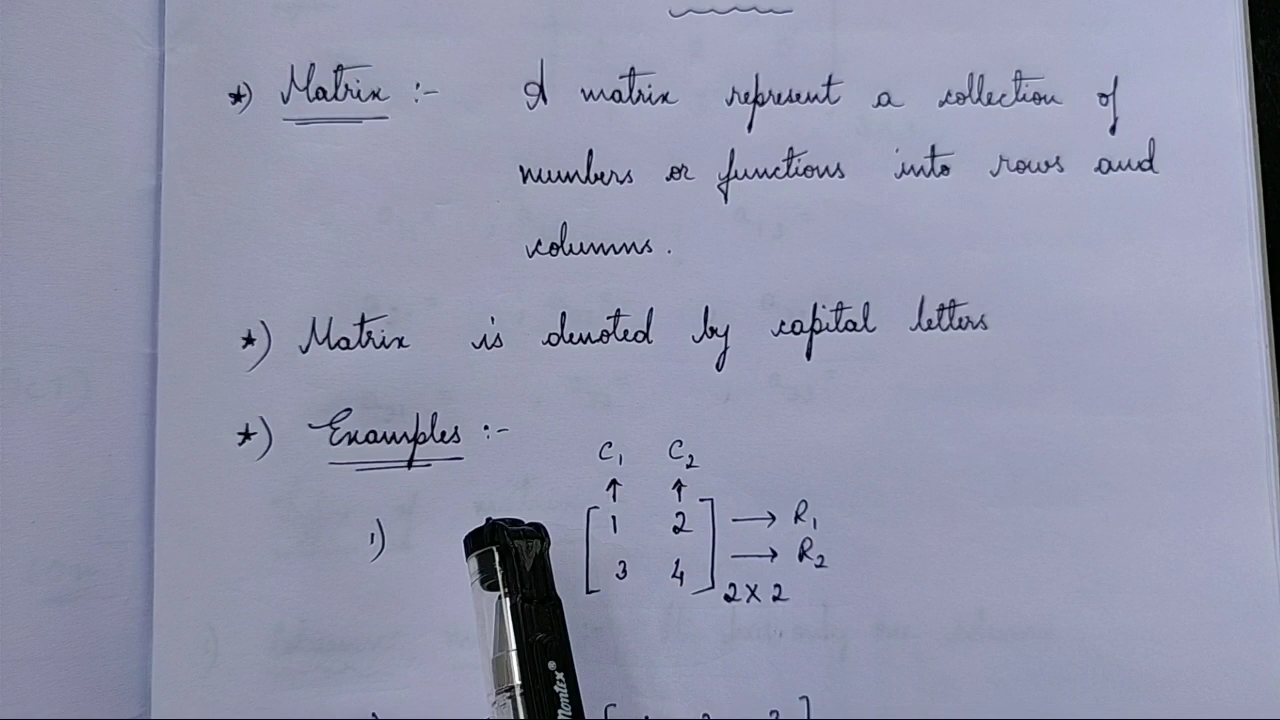 *) Matrix :- A matrix represent a collection of
numbers or functions into rows and
columns.
*) Matrix is denoted by capital letters
*) Examples :-
C₁ C₂
↑ ↑
1) [ 1 2 ] → R₁
[ 3 4 ] → R₂
2 x 2
Montex®